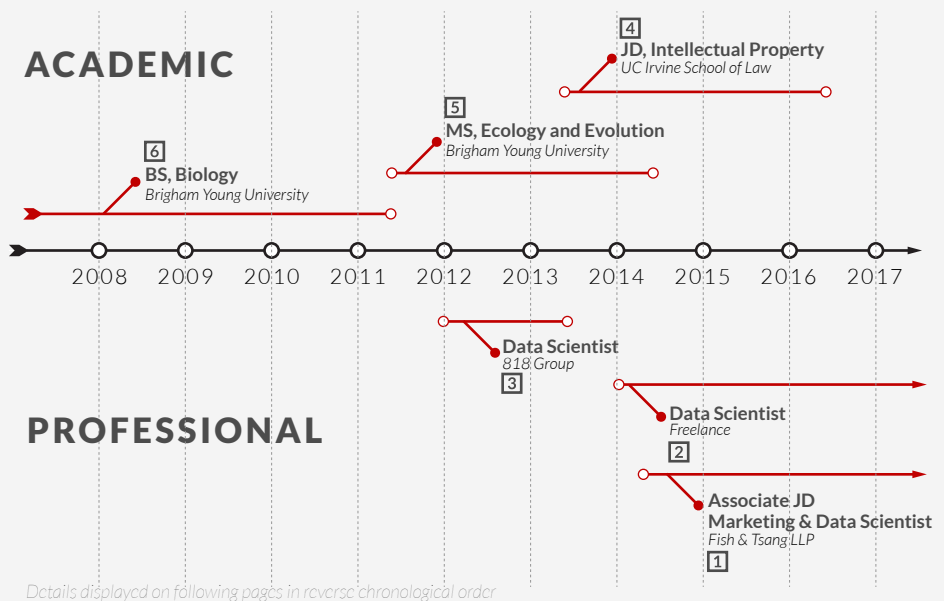 ACADEMIC
4
JD, Intellectual Property
UC Irvine School of Law
5
MS, Ecology and Evolution
Brigham Young University
6
BS, Biology
Brigham Young University
2008 2009 2010 2011 2012 2013 2014 2015 2016 2017
Data Scientist
818 Group
3
PROFESSIONAL
Data Scientist
Freelance
2
Associate JD
Marketing & Data Scientist
Fish & Tsang LLP
1
Details displayed on following pages in reverse chronological order